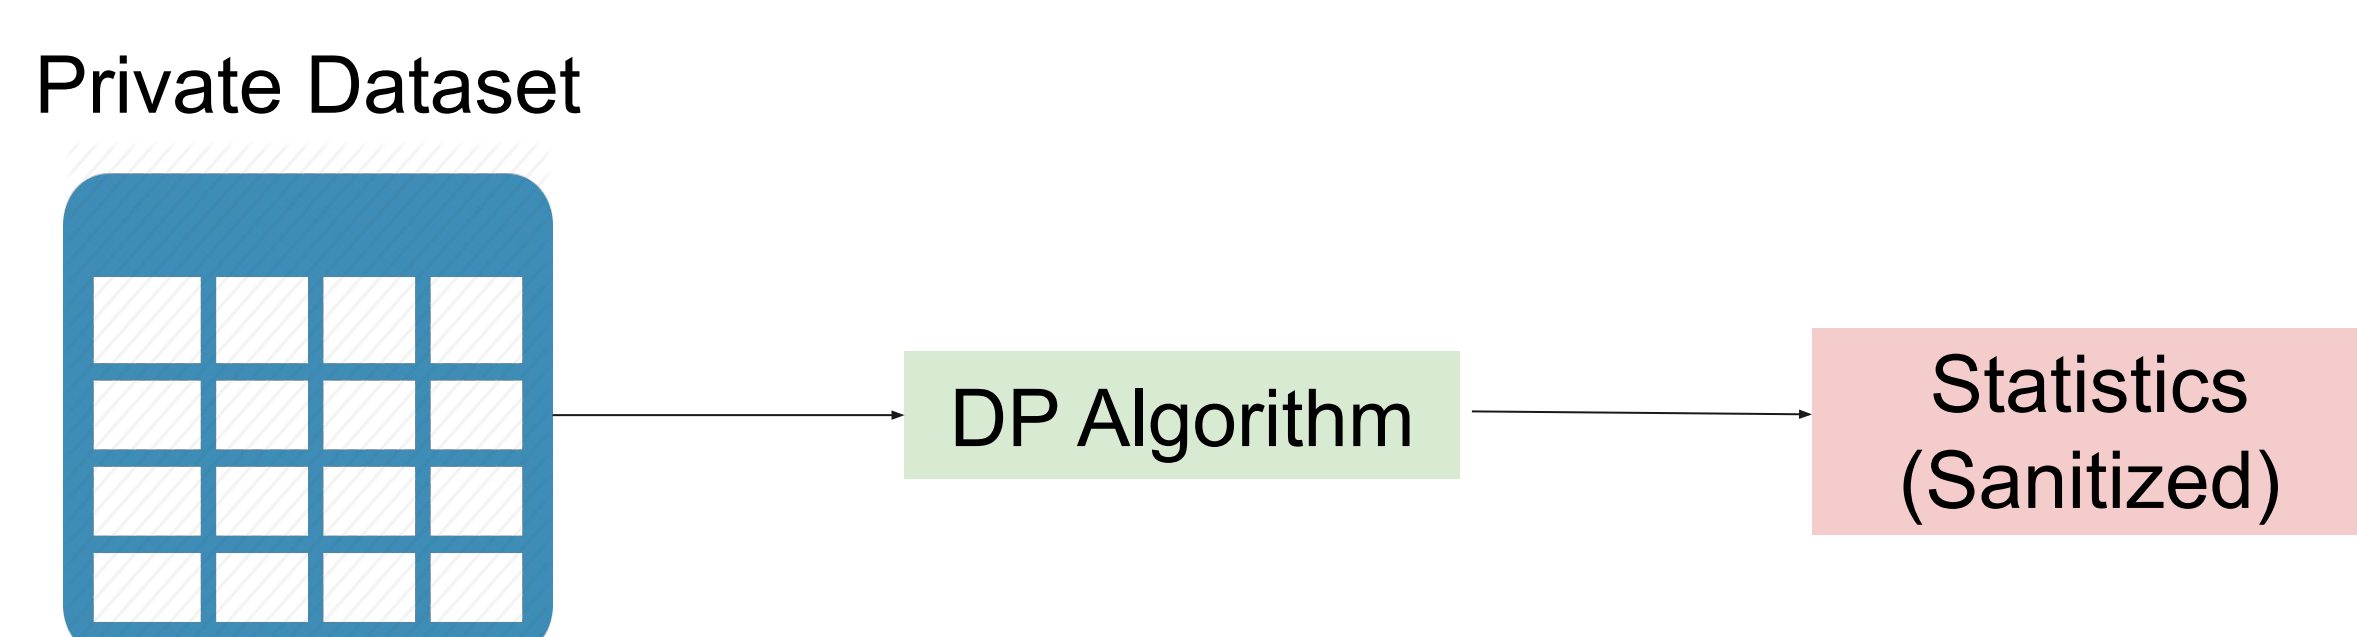 Private Dataset
DP Algorithm
Statistics
(Sanitized)